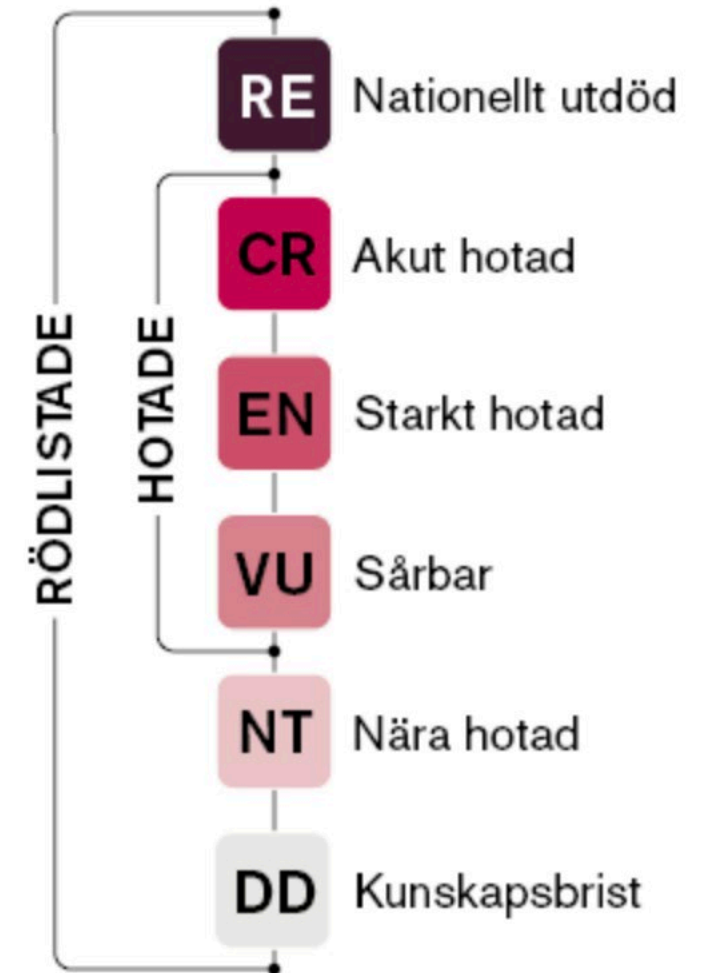 RÖDLISTADE
HOTADE
RE Nationellt utdöd
CR Akut hotad
EN Starkt hotad
VU Sårbar
NT Nära hotad
DD Kunskapsbrist